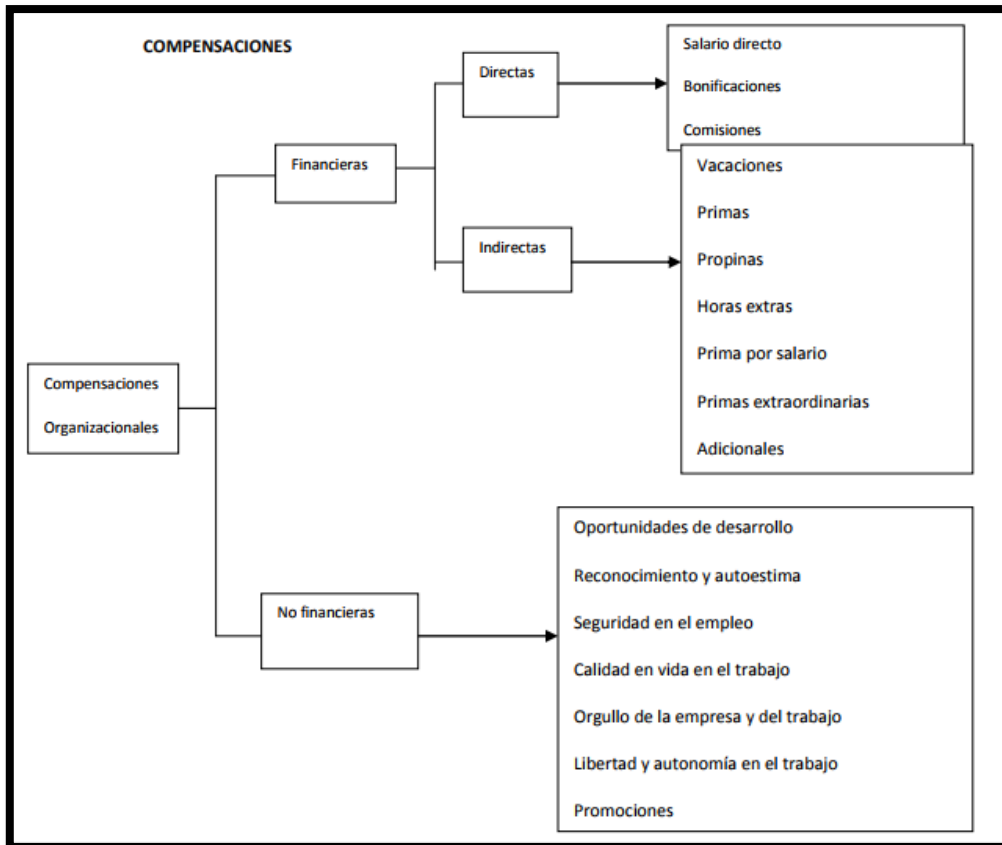 COMPENSACIONES
Compensaciones
Organizacionales
Financieras
Directas
Salario directo
Bonificaciones
Comisiones
Indirectas
Vacaciones
Primas
Propinas
Horas extras
Prima por salario
Primas extraordinarias
Adicionales
No financieras
Oportunidades de desarrollo
Reconocimiento y autoestima
Seguridad en el empleo
Calidad en vida en el trabajo
Orgullo de la empresa y del trabajo
Libertad y autonomía en el trabajo
Promociones